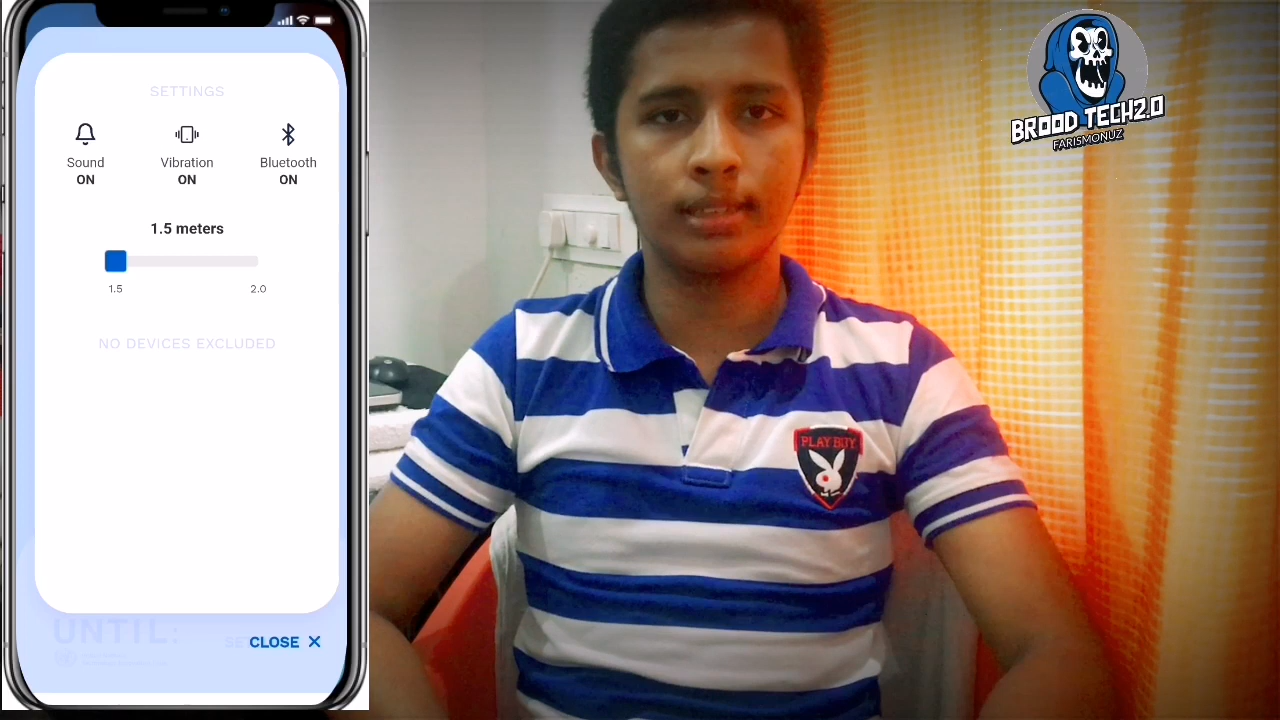 SETTINGS
Sound
ON
Vibration
ON
Bluetooth
ON
1.5 meters
1.5
2.0
NO DEVICES EXCLUDED
UNTIL:
SE
CLOSE ✕
BROOD TECH2.0
FARISMONUZ
PLAY BOY